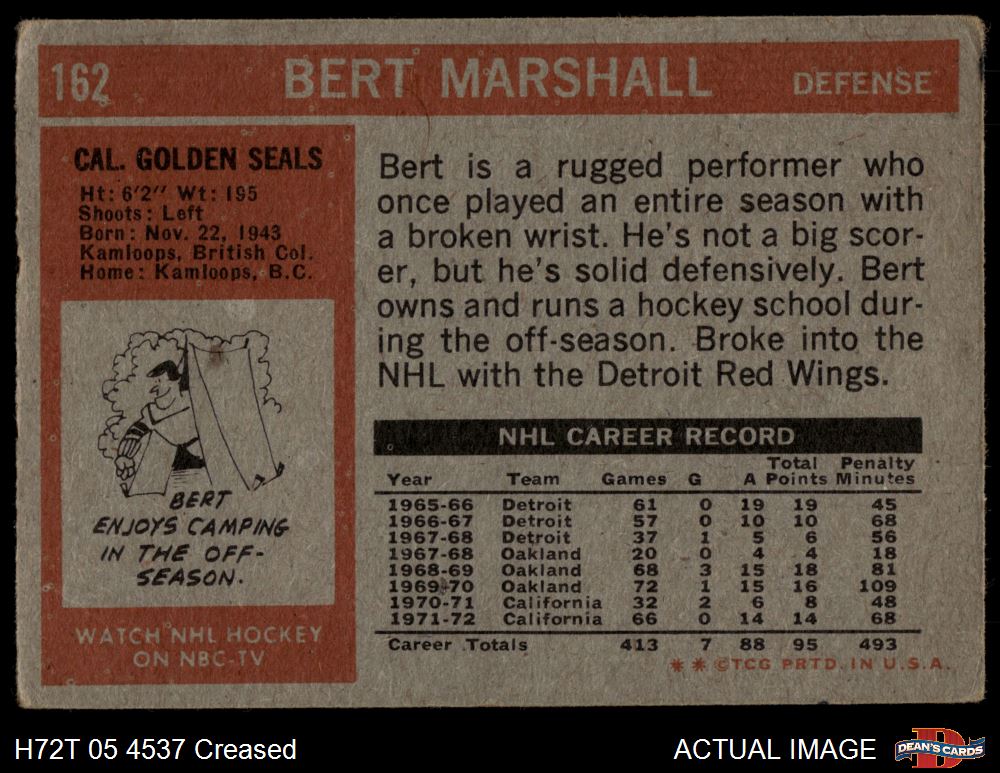 162 BERT MARSHALL DEFENSE
CAL. GOLDEN SEALS
Ht: 6'2" Wt: 195
Shoots: Left
Born: Nov. 22, 1943
Kamloops, British Col.
Home: Kamloops, B.C.
BERT
ENJOYS CAMPING
IN THE OFF-
SEASON.
WATCH NHL HOCKEY
ON NBC-TV
Bert is a rugged performer who
once played an entire season with
a broken wrist. He's not a big scor-
er, but he's solid defensively. Bert
owns and runs a hockey school dur-
ing the off-season. Broke into the
NHL with the Detroit Red Wings.
NHL CAREER RECORD
Total Penalty
Year Team Games G A Points Minutes
1965-66 Detroit 61 0 19 19 45
1966-67 Detroit 57 0 10 10 68
1967-68 Detroit 37 1 5 6 56
1967-68 Oakland 20 0 4 4 18
1968-69 Oakland 68 3 15 18 81
1969-70 Oakland 72 1 15 16 109
1970-71 California 32 2 6 8 48
1971-72 California 66 0 14 14 68
Career Totals 413 7 88 95 493
* * ©TCG PRTD. IN U.S.A.
H72T 05 4537 Creased
ACTUAL IMAGE
D
DEAN'S CARDS